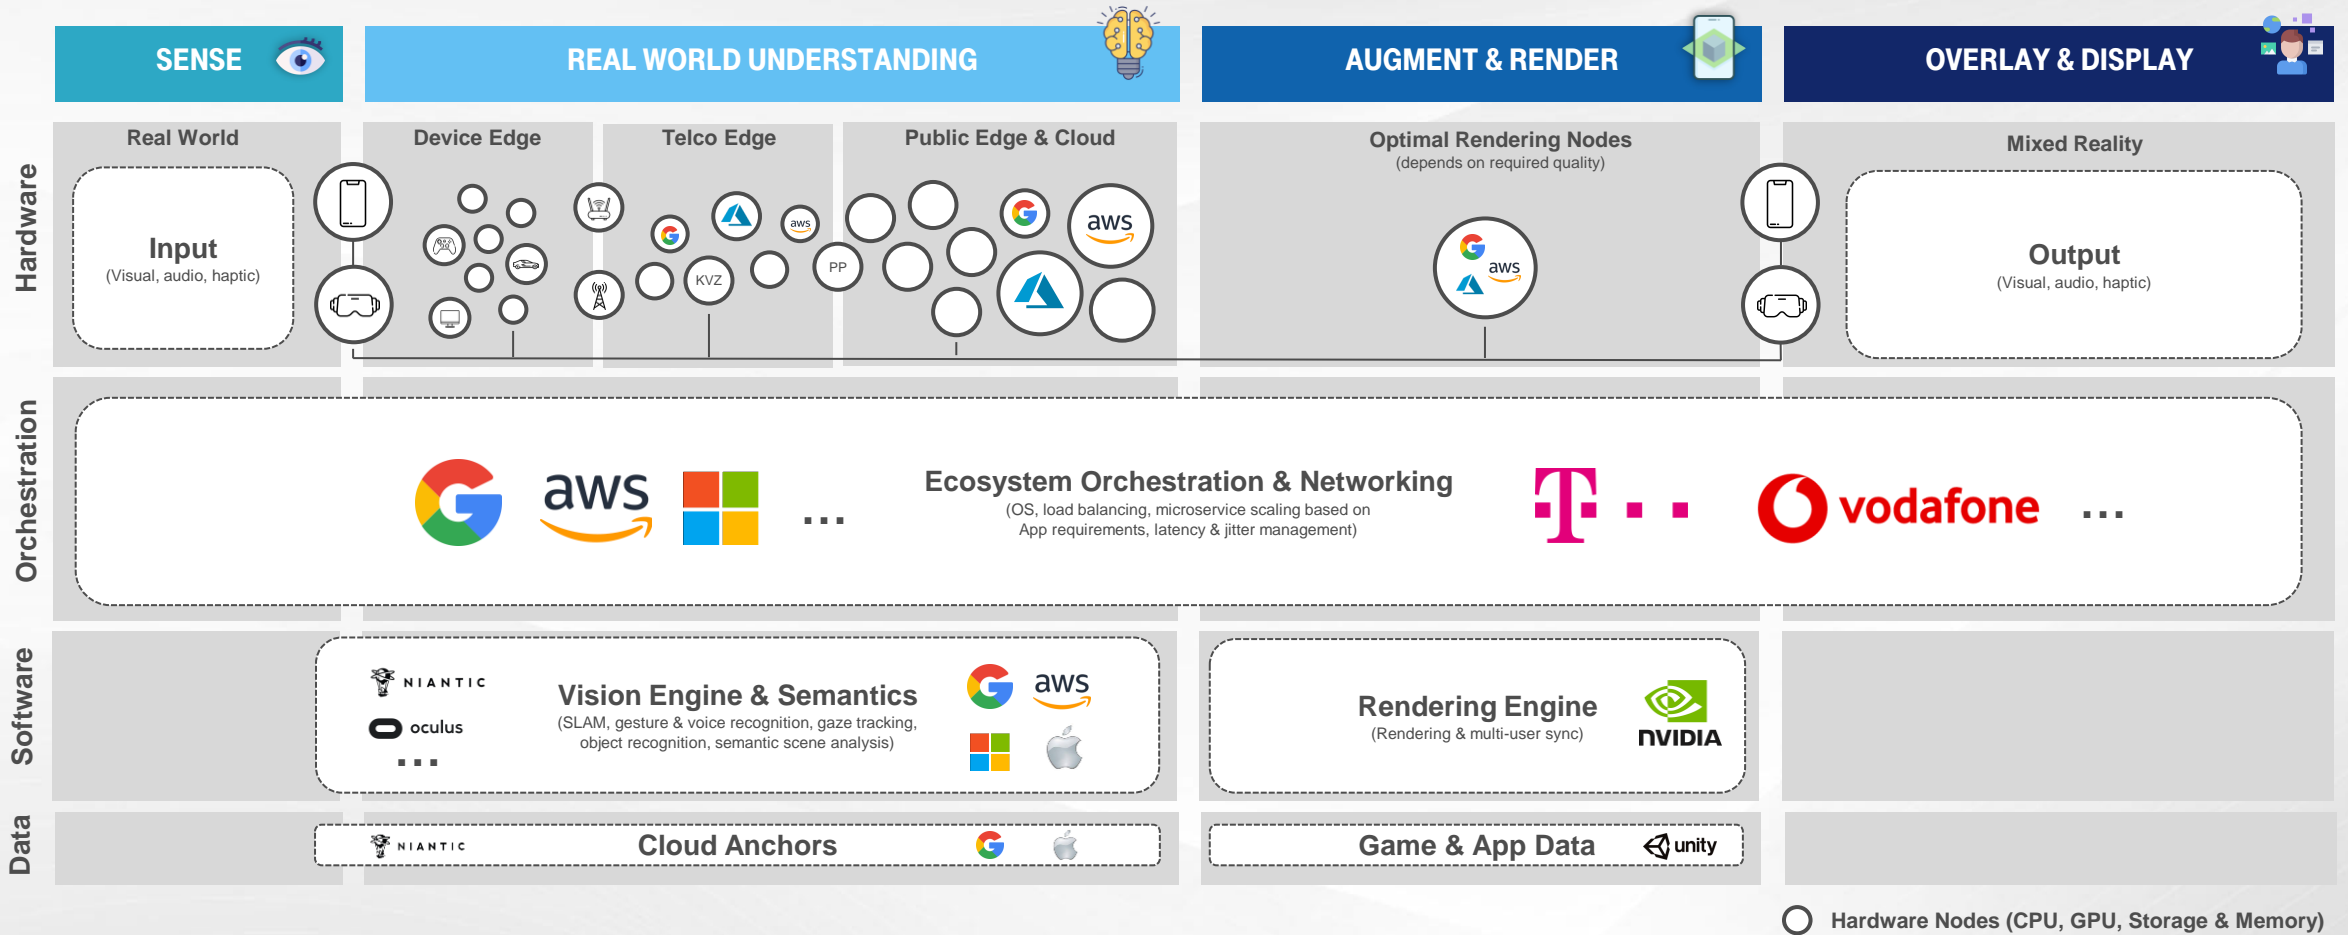 SENSE
REAL WORLD UNDERSTANDING
AUGMENT & RENDER
OVERLAY & DISPLAY
Hardware
Real World
Input
(Visual, audio, haptic)
Device Edge
Telco Edge
Public Edge & Cloud
aws
KVZ
PP
aws
Optimal Rendering Nodes
(depends on required quality)
aws
Mixed Reality
Output
(Visual, audio, haptic)
Orchestration
aws
...
Ecosystem Orchestration & Networking
(OS, load balancing, microservice scaling based on
App requirements, latency & jitter management)
T
vodafone
...
Software
NIANTIC
oculus
...
Vision Engine & Semantics
(SLAM, gesture & voice recognition, gaze tracking,
object recognition, semantic scene analysis)
aws
Rendering Engine
(Rendering & multi-user sync)
NVIDIA
Data
NIANTIC
Cloud Anchors
Game & App Data
unity
Hardware Nodes (CPU, GPU, Storage & Memory)